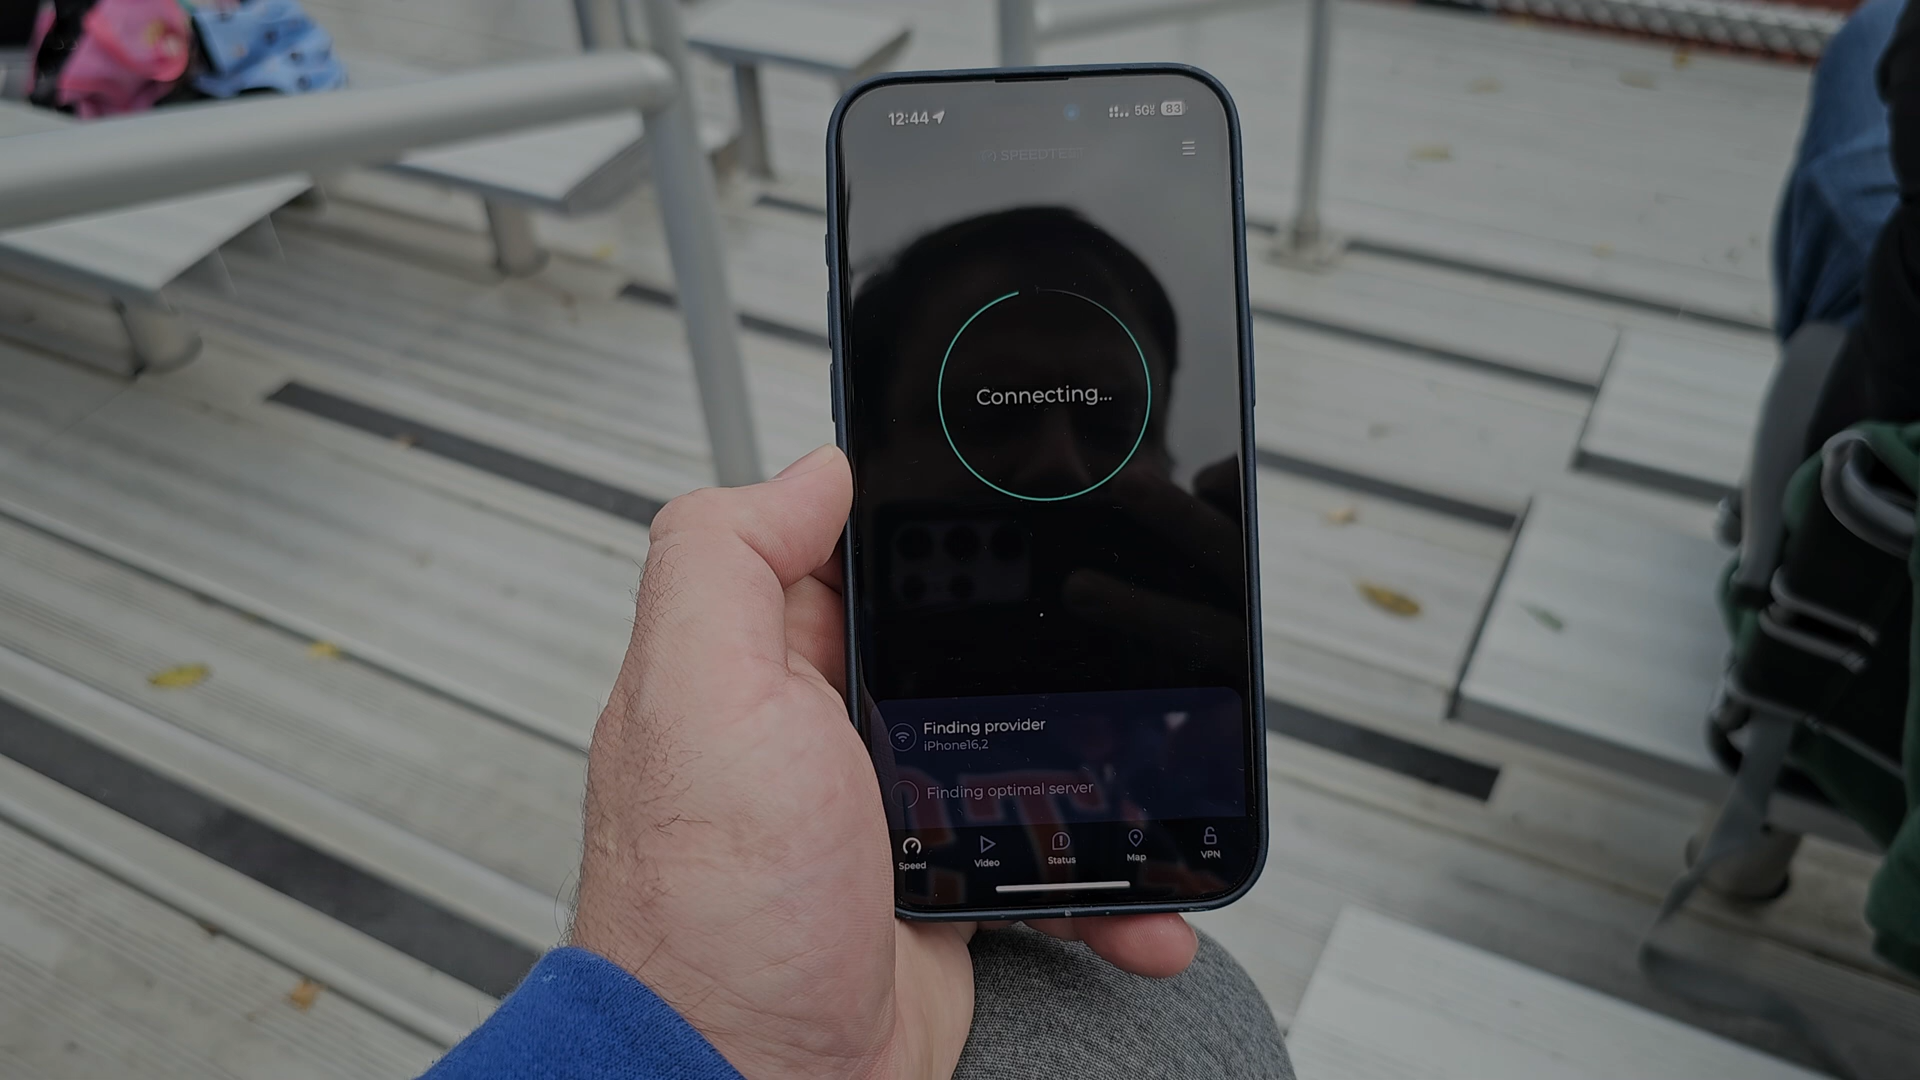 12:44
5G 83
SPEEDTEST
Connecting...
Finding provider
iPhone16,2
Finding optimal server
Speed
Video
Status
Map
VPN